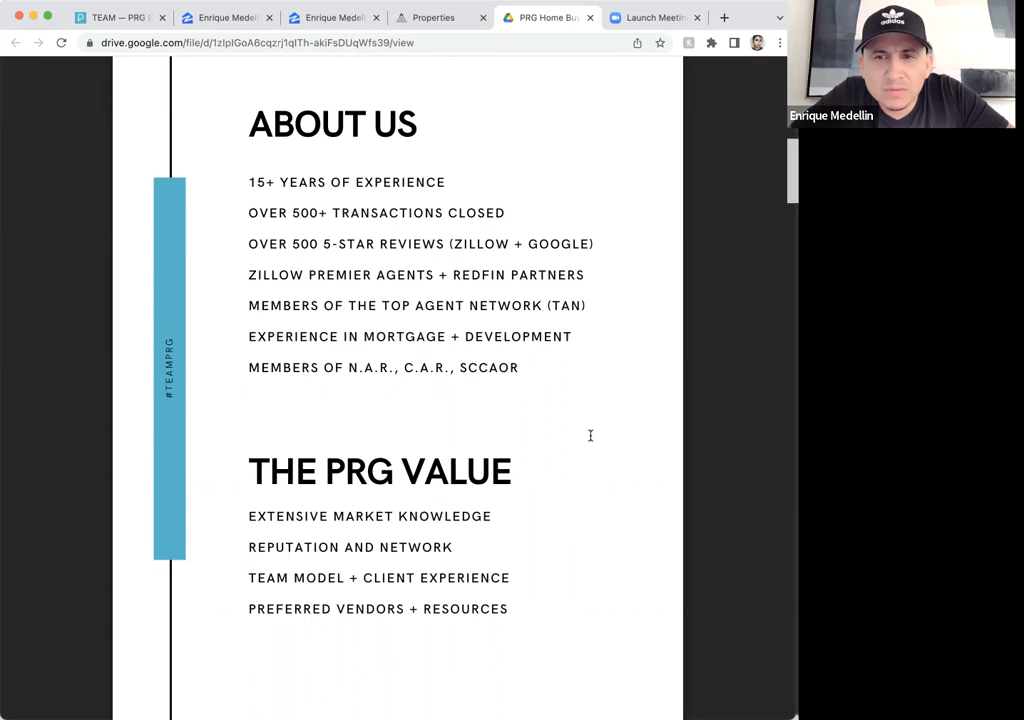 TEAM — PRG
Enrique Medell
Enrique Medell
Properties
PRG Home Buy
Launch Meetin
drive.google.com/file/d/1zIpIGoA6cqzrj1qITh-akiFsDUqWfs39/view
adidas
Enrique Medellin
ABOUT US
15+ YEARS OF EXPERIENCE
OVER 500+ TRANSACTIONS CLOSED
OVER 500 5-STAR REVIEWS (ZILLOW + GOOGLE)
ZILLOW PREMIER AGENTS + REDFIN PARTNERS
MEMBERS OF THE TOP AGENT NETWORK (TAN)
EXPERIENCE IN MORTGAGE + DEVELOPMENT
MEMBERS OF N.A.R., C.A.R., SCCAOR
#TEAMPRG
THE PRG VALUE
EXTENSIVE MARKET KNOWLEDGE
REPUTATION AND NETWORK
TEAM MODEL + CLIENT EXPERIENCE
PREFERRED VENDORS + RESOURCES